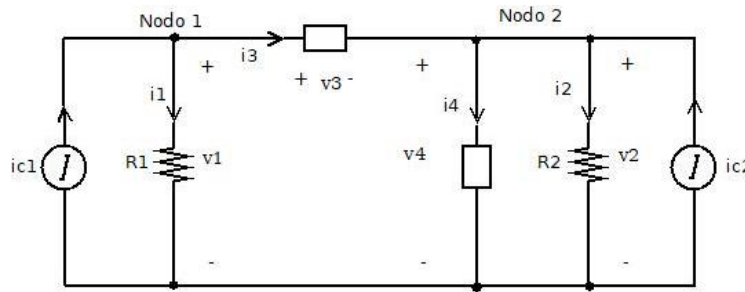 Nodo 1
Nodo 2
i3
+
+ v3 -
+
+
i1
i4
i2
ic1
I
R1
v1
v4
R2
v2
I
ic2
-
-
-